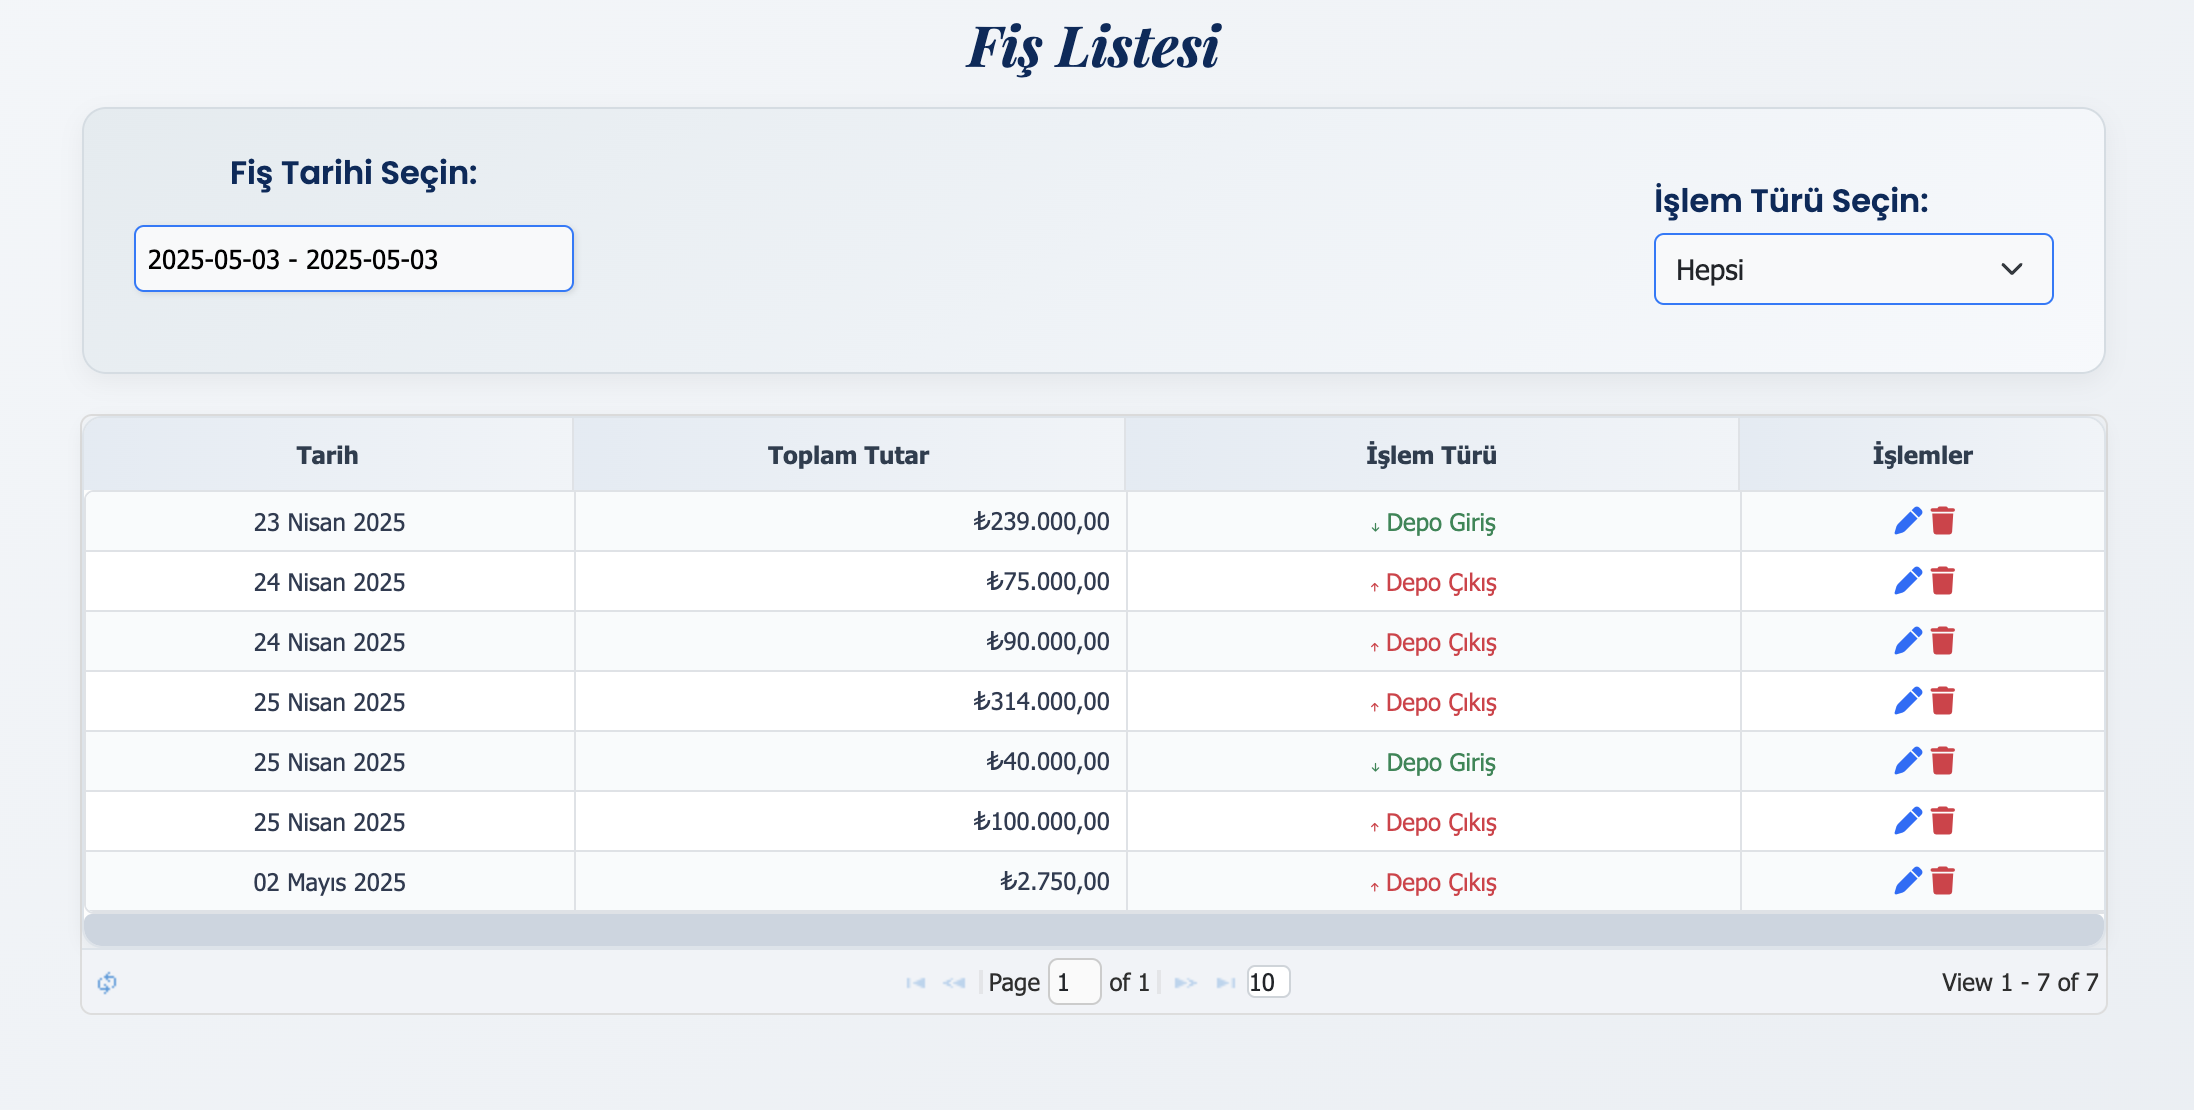 Fiş Listesi
Fiş Tarihi Seçin:
2025-05-03 - 2025-05-03
İşlem Türü Seçin:
Hepsi
Tarih Toplam Tutar İşlem Türü İşlemler
23 Nisan 2025 ₺239.000,00 ↓ Depo Giriş
24 Nisan 2025 ₺75.000,00 ↑ Depo Çıkış
24 Nisan 2025 ₺90.000,00 ↑ Depo Çıkış
25 Nisan 2025 ₺314.000,00 ↑ Depo Çıkış
25 Nisan 2025 ₺40.000,00 ↓ Depo Giriş
25 Nisan 2025 ₺100.000,00 ↑ Depo Çıkış
02 Mayıs 2025 ₺2.750,00 ↑ Depo Çıkış
Page 1 of 1 10 View 1 - 7 of 7